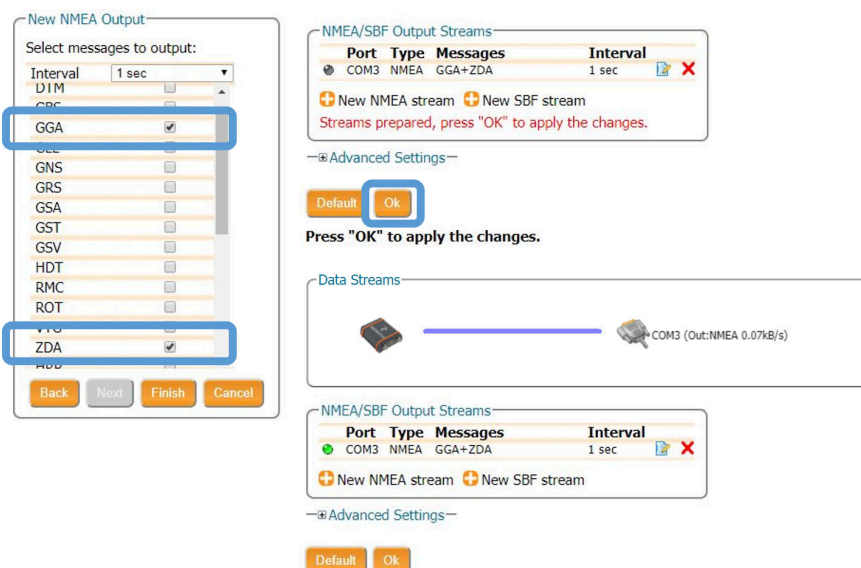 New NMEA Output
Select messages to output:
Interval 1 sec
DTM
GBS
GGA
GLL
GNS
GRS
GSA
GST
GSV
HDT
RMC
ROT
VTG
ZDA
Back Next Finish Cancel
NMEA/SBF Output Streams
Port Type Messages Interval
COM3 NMEA GGA+ZDA 1 sec
New NMEA stream New SBF stream
Streams prepared, press "OK" to apply the changes.
Advanced Settings
Default Ok
Press "OK" to apply the changes.
Data Streams
COM3 (Out:NMEA 0.07kB/s)
NMEA/SBF Output Streams
Port Type Messages Interval
COM3 NMEA GGA+ZDA 1 sec
New NMEA stream New SBF stream
Advanced Settings
Default Ok